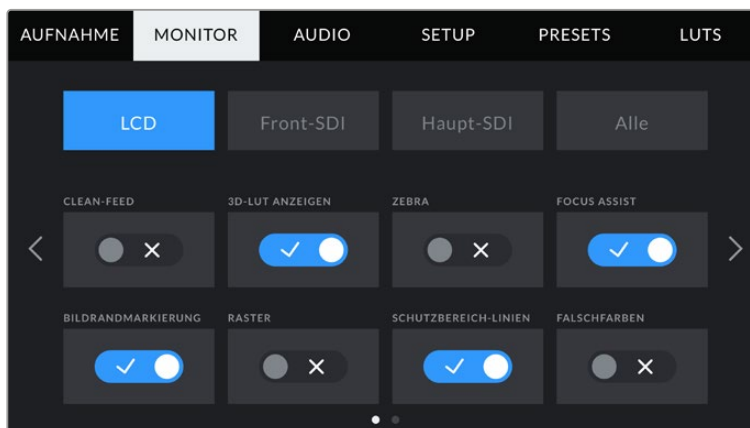 AUFNAHME MONITOR AUDIO SETUP PRESETS LUTS
LCD Front-SDI Haupt-SDI Alle
CLEAN-FEED 3D-LUT ANZEIGEN ZEBRA FOCUS ASSIST
BILDRANDMARKIERUNG RASTER SCHUTZBEREICH-LINIEN FALSCHFARBEN